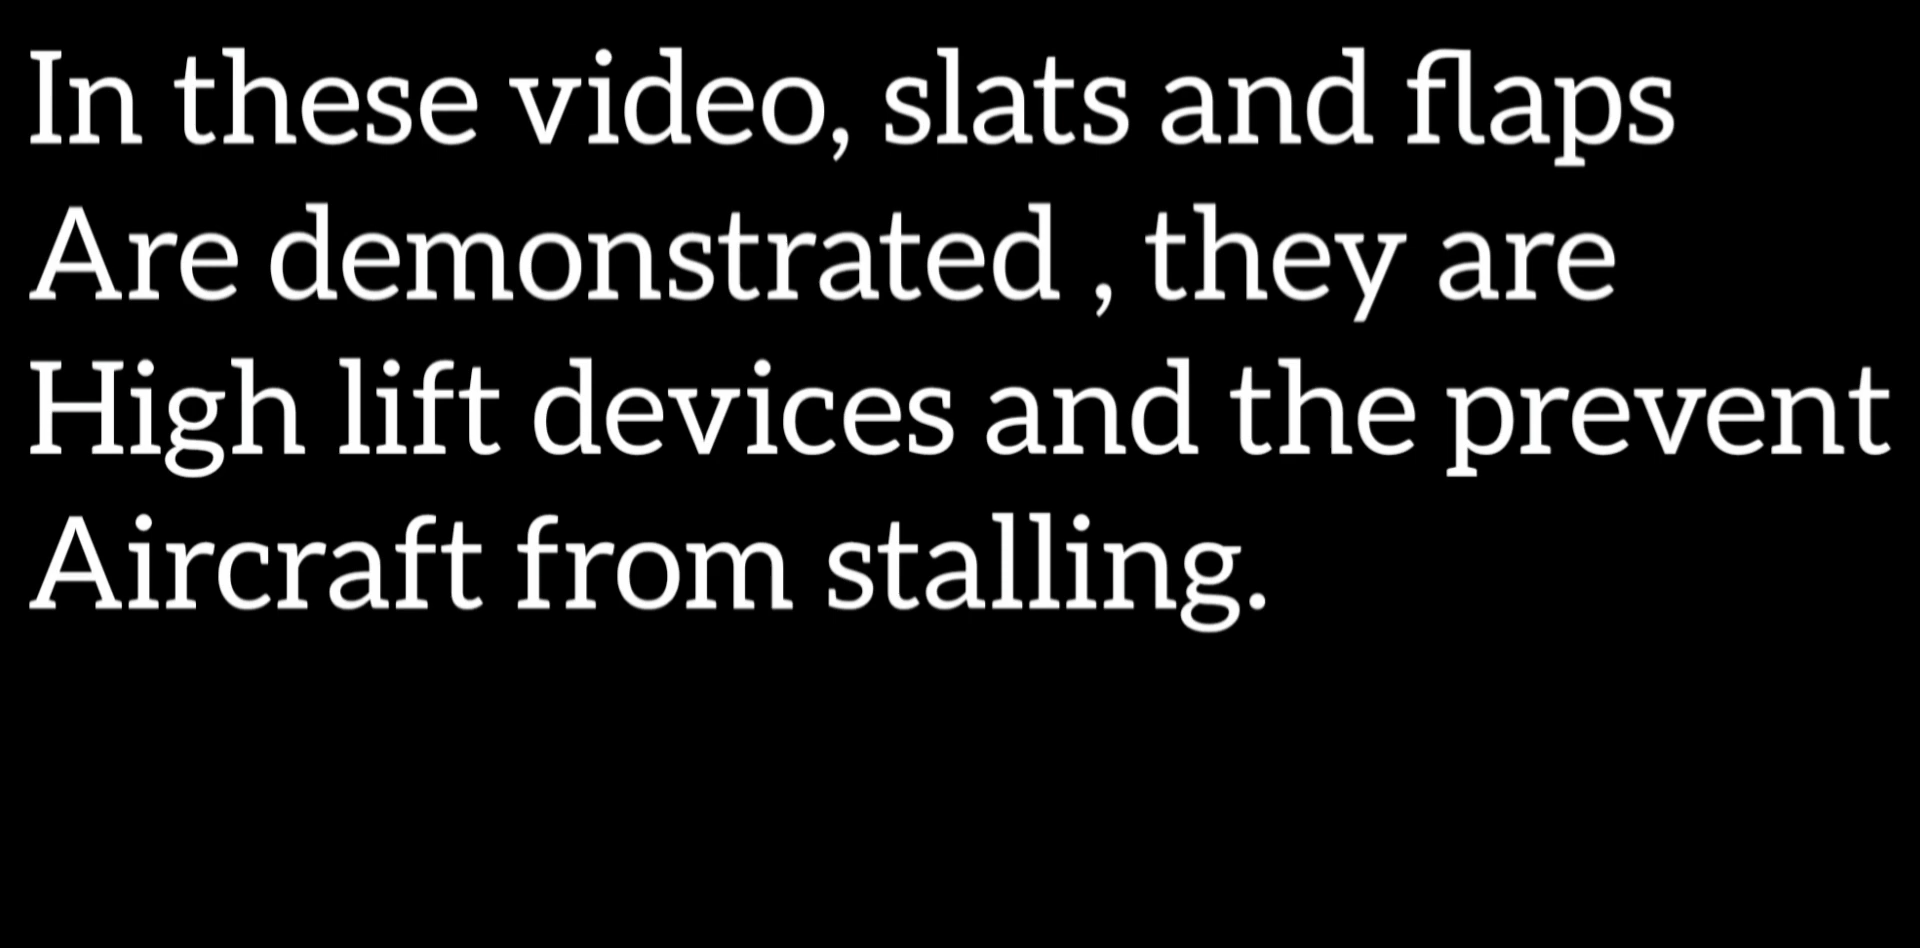 In these video, slats and flaps
Are demonstrated , they are
High lift devices and the prevent
Aircraft from stalling.